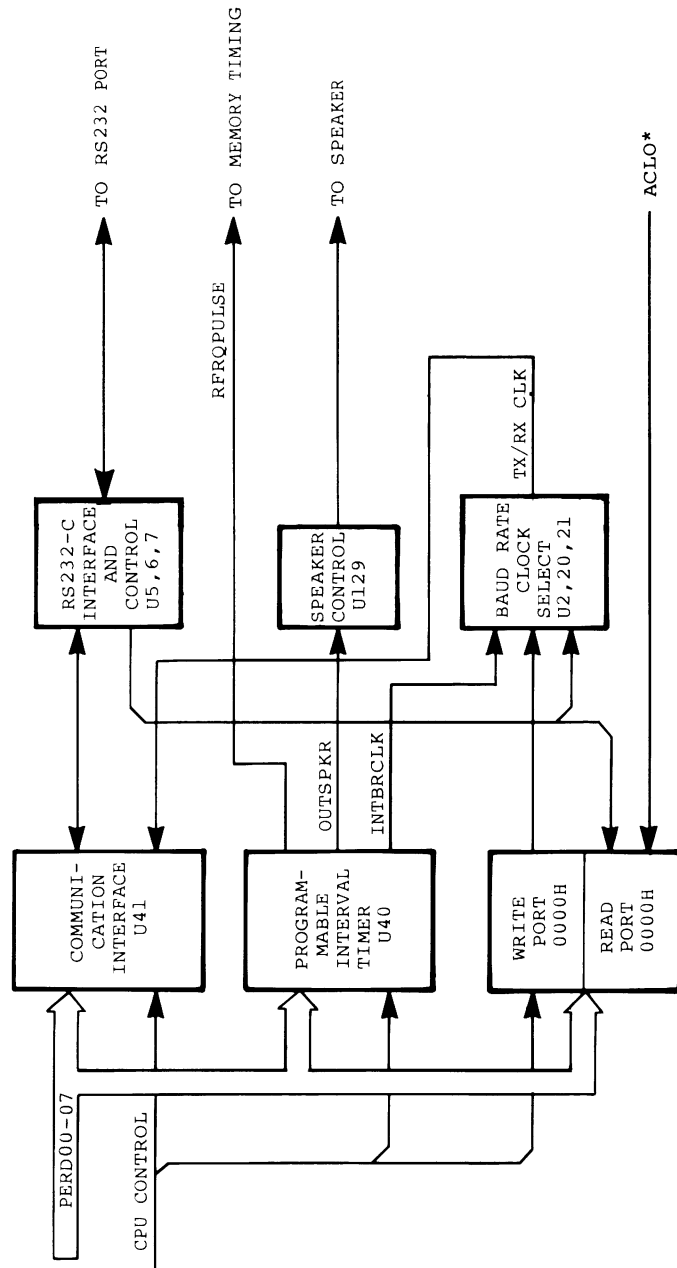 PERD00-07
CPU CONTROL
COMMUNI-
CATION
INTERFACE
U41
RS232-C
INTERFACE
AND
CONTROL
U5,6,7
TO RS232 PORT
PROGRAM-
MABLE
INTERVAL
TIMER
U40
RFRQPULSE
TO MEMORY TIMING
OUTSPKR
SPEAKER
CONTROL
U129
TO SPEAKER
INTBRCLK
WRITE
PORT
0000H
READ
PORT
0000H
BAUD RATE
CLOCK
SELECT
U2,20,21
TX/RX CLK
ACLO*